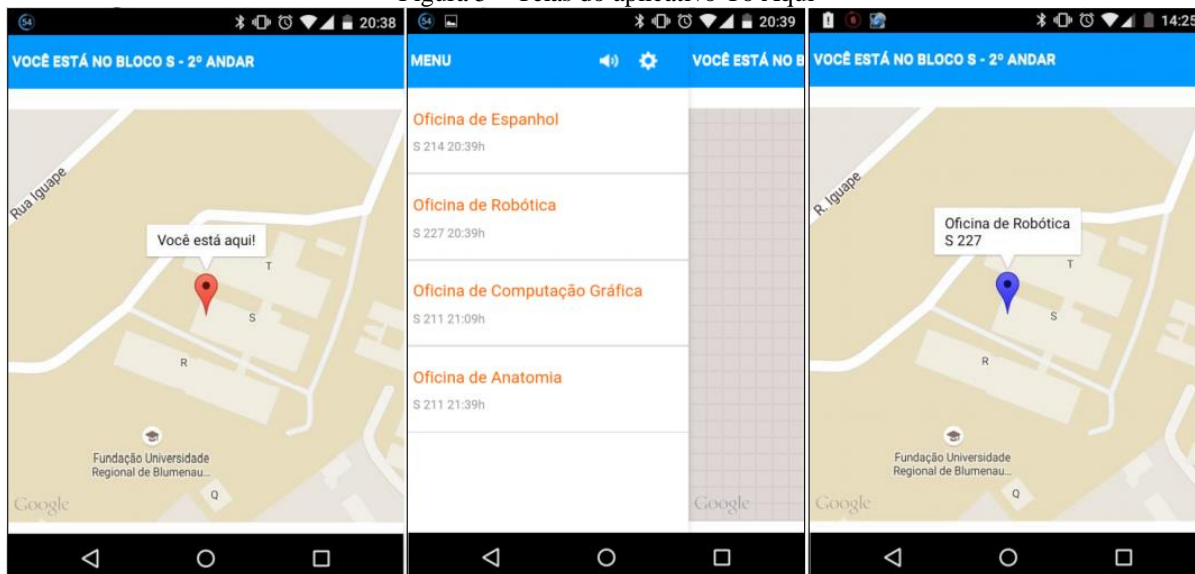 54
20:38
VOCÊ ESTÁ NO BLOCO S - 2º ANDAR
Rua Iguape
Você está aqui!
T
S
R
Fundação Universidade
Regional de Blumenau...
Q
Google
54
20:39
MENU
VOCÊ ESTÁ NO B
Oficina de Espanhol
S 214 20:39h
Oficina de Robótica
S 227 20:39h
Oficina de Computação Gráfica
S 211 21:09h
Oficina de Anatomia
S 211 21:39h
Google
14:25
VOCÊ ESTÁ NO BLOCO S - 2º ANDAR
R. Iguape
Oficina de Robótica
S 227
T
S
R
Fundação Universidade
Regional de Blumenau...
Q
Google